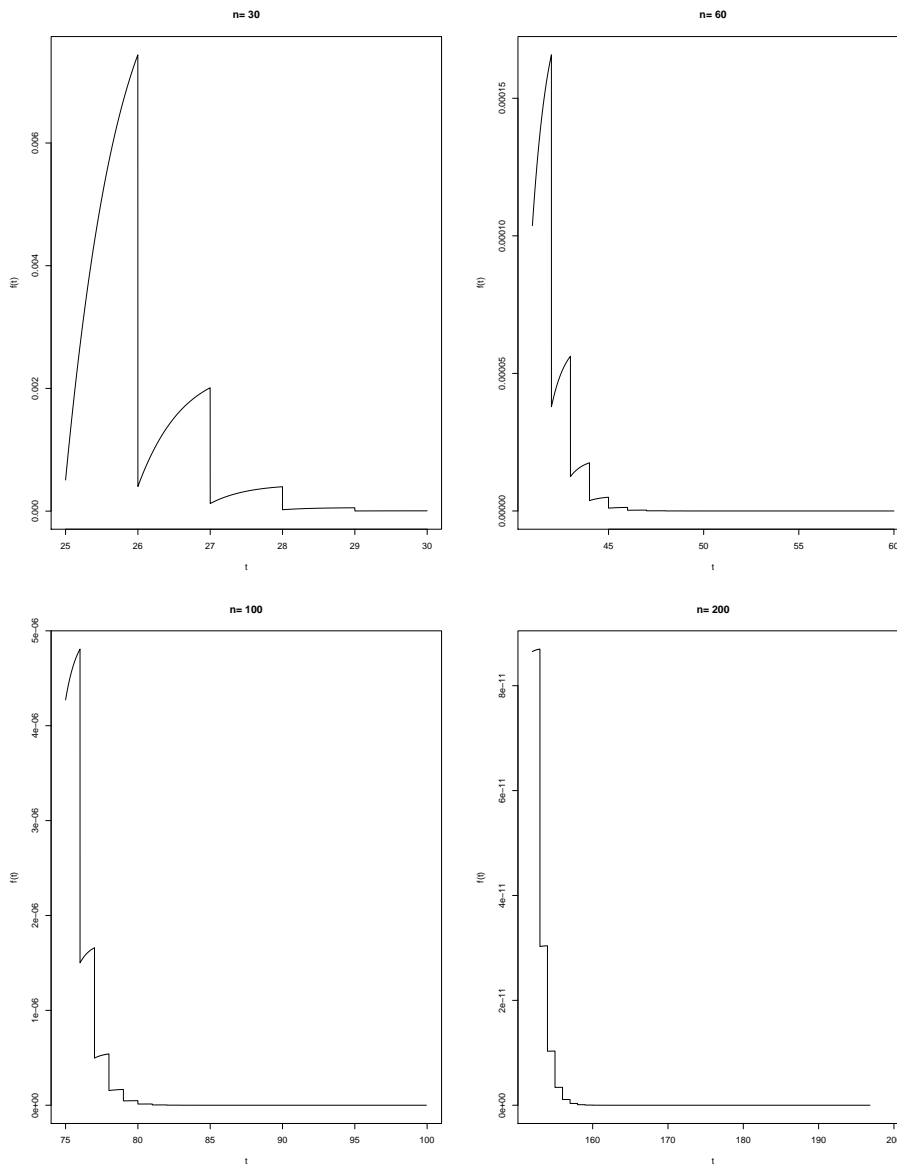 n= 30
0.006
0.004
0.002
0.000
f(t)
25 26 27 28 29 30
t
n= 60
0.00015
0.00010
0.00005
0.00000
f(t)
45 50 55 60
t
n= 100
5e−06
4e−06
3e−06
2e−06
1e−06
0e+00
f(t)
75 80 85 90 95 100
t
n= 200
8e−11
6e−11
4e−11
2e−11
0e+00
f(t)
160 170 180 190 200
t